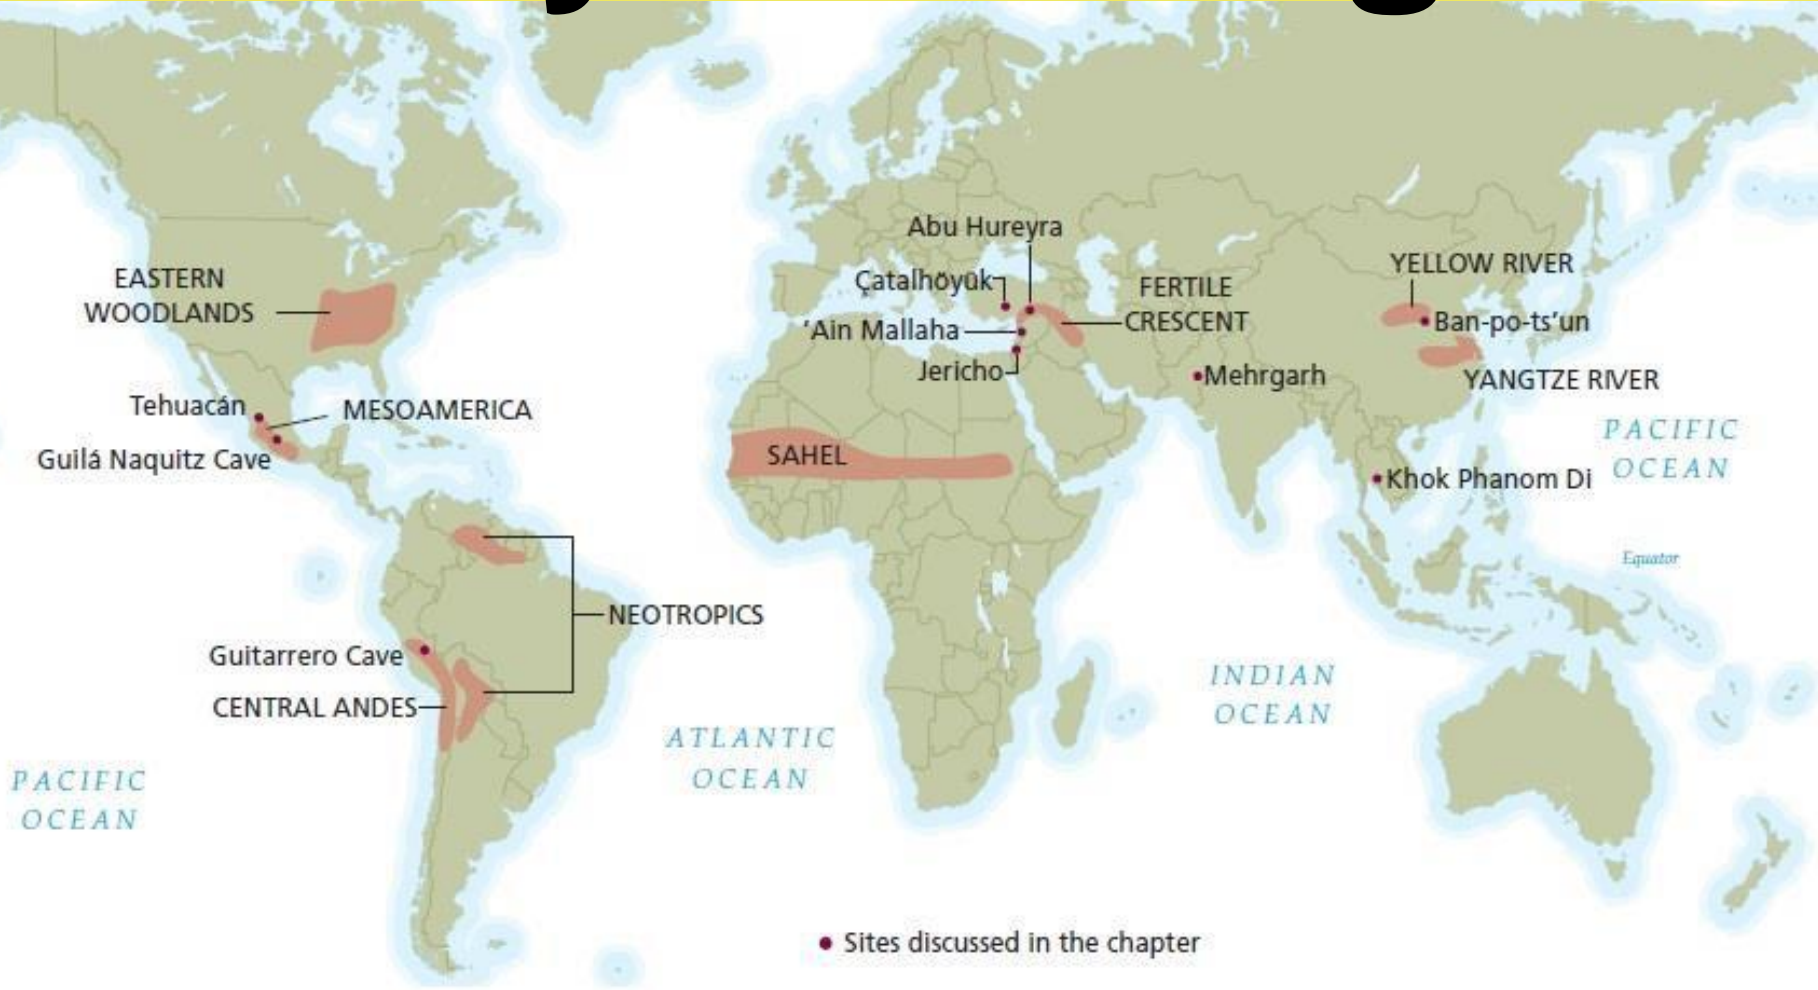 Abu Hureyra
EASTERN
WOODLANDS
Çatalhöyük
FERTILE
CRESCENT
YELLOW RIVER
'Ain Mallaha
Ban-po-ts'un
Jericho
Mehrgarh
YANGTZE RIVER
Tehuacán
MESOAMERICA
Guilá Naquitz Cave
SAHEL
PACIFIC
OCEAN
Khok Phanom Di
Equator
NEOTROPICS
Guitarrero Cave
CENTRAL ANDES
INDIAN
OCEAN
ATLANTIC
OCEAN
PACIFIC
OCEAN
Sites discussed in the chapter